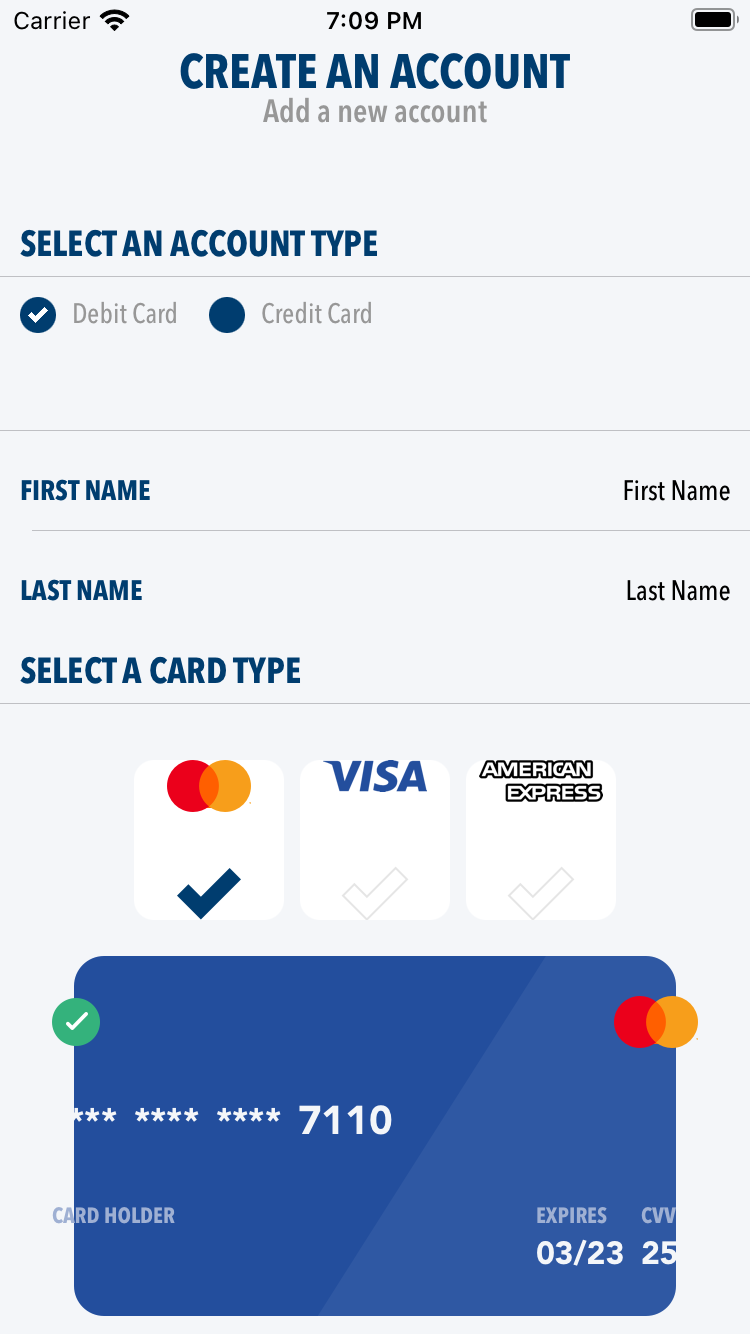 Carrier 7:09 PM
CREATE AN ACCOUNT
Add a new account
SELECT AN ACCOUNT TYPE
Debit Card Credit Card
FIRST NAME First Name
LAST NAME Last Name
SELECT A CARD TYPE
VISA AMERICAN
EXPRESS
*** **** **** 7110
CARD HOLDER EXPIRES CVV
03/23 25